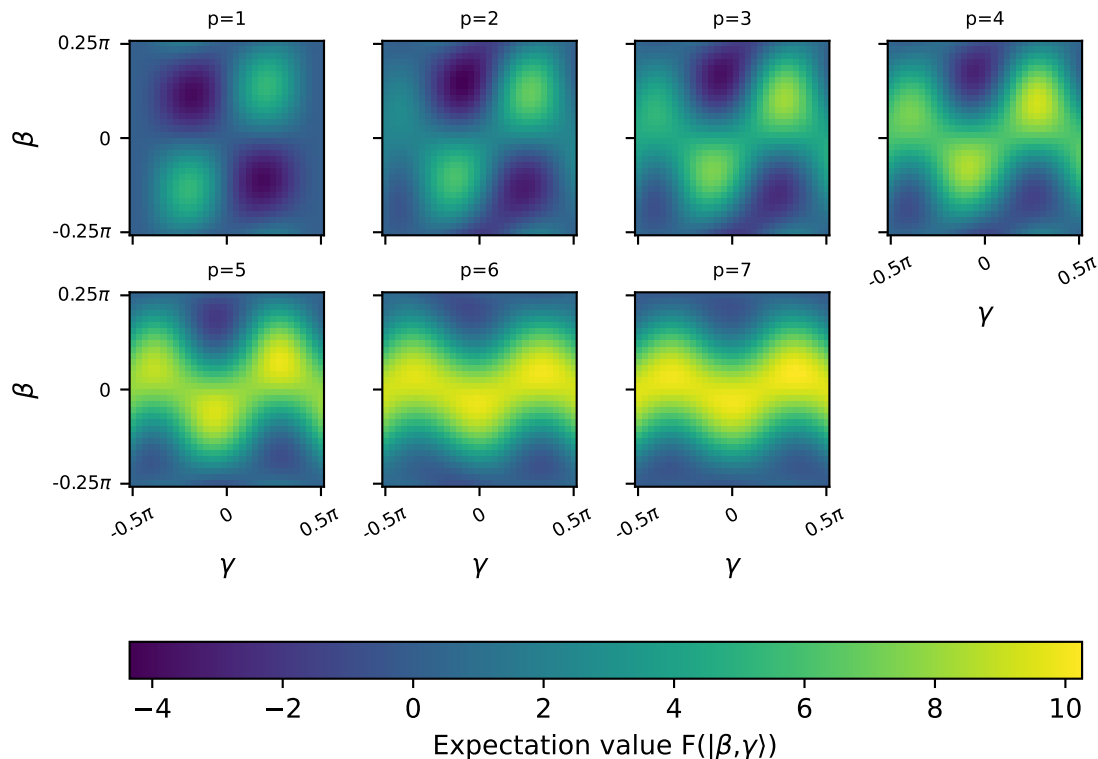 p=1 p=2 p=3 p=4
0.25π
β 0
-0.25π
-0.5π 0 0.5π
γ
p=5 p=6 p=7
0.25π
β 0
-0.25π
-0.5π 0 0.5π -0.5π 0 0.5π -0.5π 0 0.5π
γ γ γ
−4 −2 0 2 4 6 8 10
Expectation value F(|β,γ⟩)